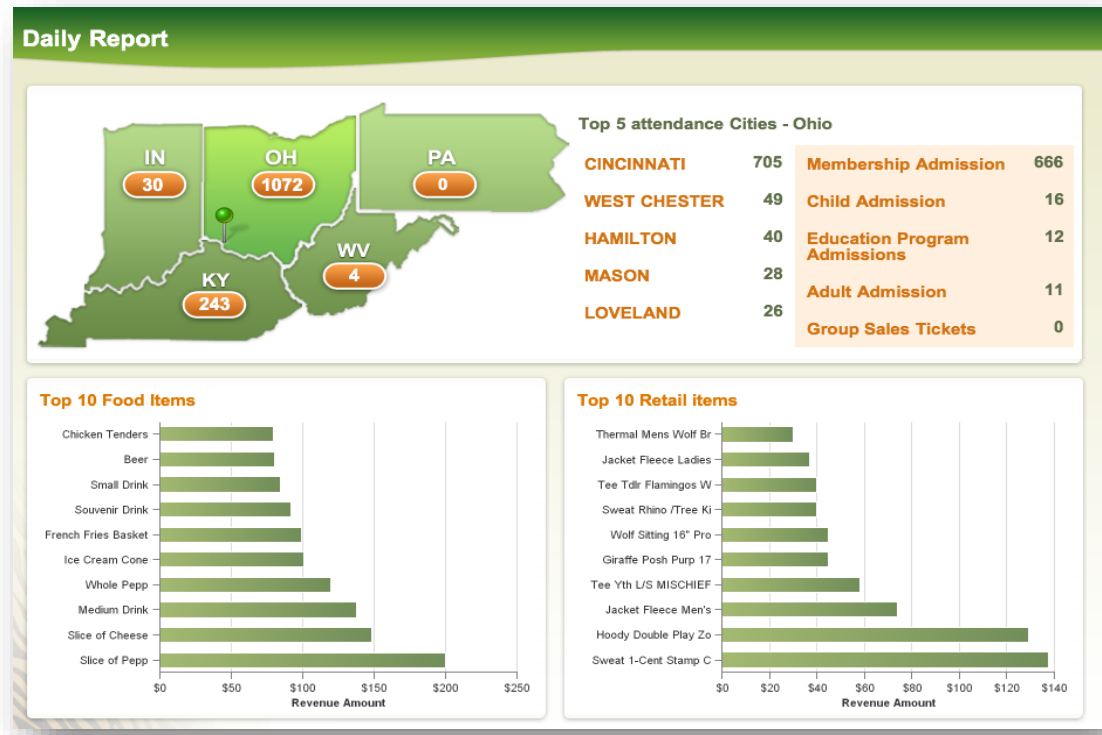 Daily Report
IN
30
OH
1072
PA
0
WV
4
KY
243
Top 5 attendance Cities - Ohio
CINCINNATI 705
WEST CHESTER 49
HAMILTON 40
MASON 28
LOVELAND 26
Membership Admission 666
Child Admission 16
Education Program 12
Admissions
Adult Admission 11
Group Sales Tickets 0
Top 10 Food Items
Chicken Tenders
Beer
Small Drink
Souvenir Drink
French Fries Basket
Ice Cream Cone
Whole Pepp
Medium Drink
Slice of Cheese
Slice of Pepp
$0 $50 $100 $150 $200 $250
Revenue Amount
Top 10 Retail items
Thermal Mens Wolf Br
Jacket Fleece Ladies
Tee Tdlr Flamingos W
Sweat Rhino /Tree Ki
Wolf Sitting 16" Pro
Giraffe Posh Purp 17
Tee Yth L/S MISCHIEF
Jacket Fleece Men's
Hoody Double Play Zo
Sweat 1-Cent Stamp C
$0 $20 $40 $60 $80 $100 $120 $140
Revenue Amount